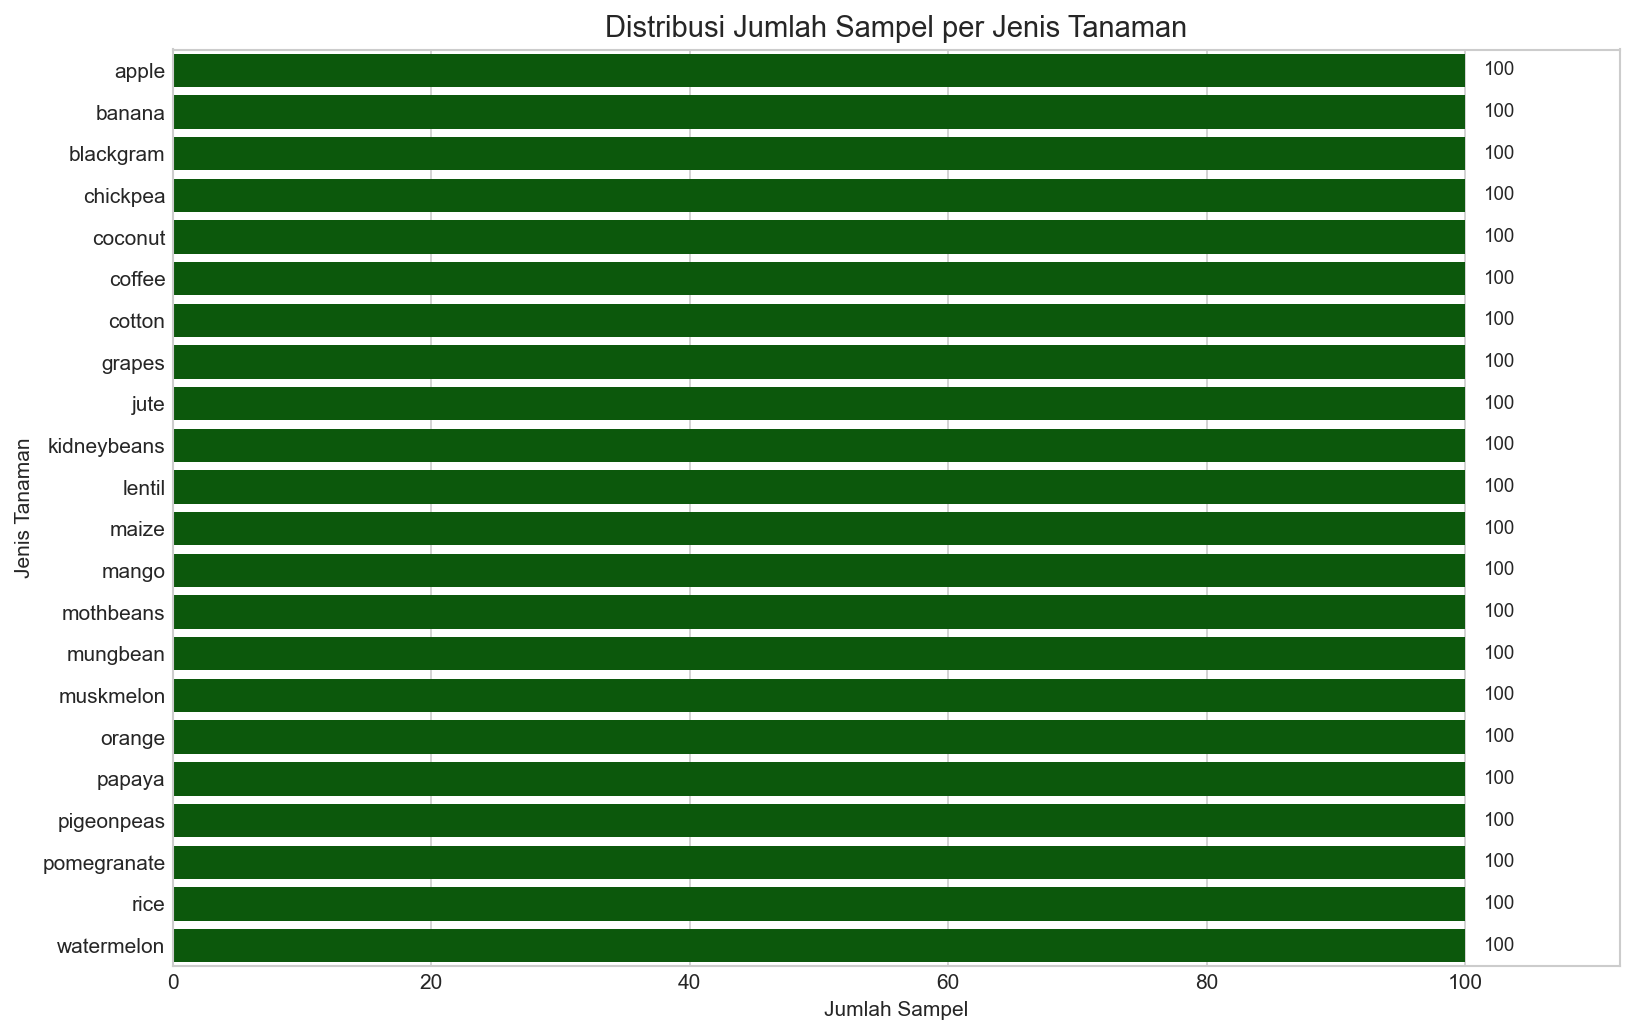 Distribusi Jumlah Sampel per Jenis Tanaman
Jenis Tanaman
apple 100
banana 100
blackgram 100
chickpea 100
coconut 100
coffee 100
cotton 100
grapes 100
jute 100
kidneybeans 100
lentil 100
maize 100
mango 100
mothbeans 100
mungbean 100
muskmelon 100
orange 100
papaya 100
pigeonpeas 100
pomegranate 100
rice 100
watermelon 100
0 20 40 60 80 100
Jumlah Sampel